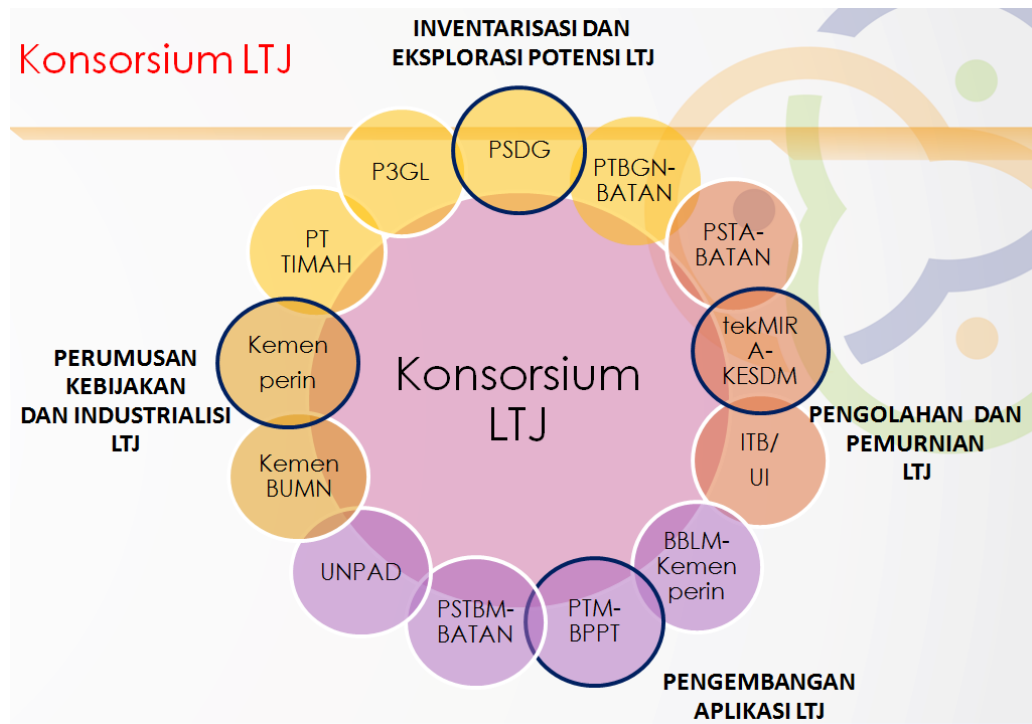 Konsorsium LTJ
INVENTARISASI DAN
EKSPLORASI POTENSI LTJ
PSDG
PTBGN-
BATAN
PSTA-
BATAN
tekMIR
A-
KESDM
PENGOLAHAN DAN
PEMURNIAN
LTJ
ITB/
UI
BBLM-
Kemen
perin
PTM-
BPPT
PENGEMBANGAN
APLIKASI LTJ
PSTBM-
BATAN
UNPAD
Kemen
BUMN
Kemen
perin
PERUMUSAN
KEBIJAKAN
DAN INDUSTRIALISI
LTJ
PT
TIMAH
P3GL
Konsorsium
LTJ